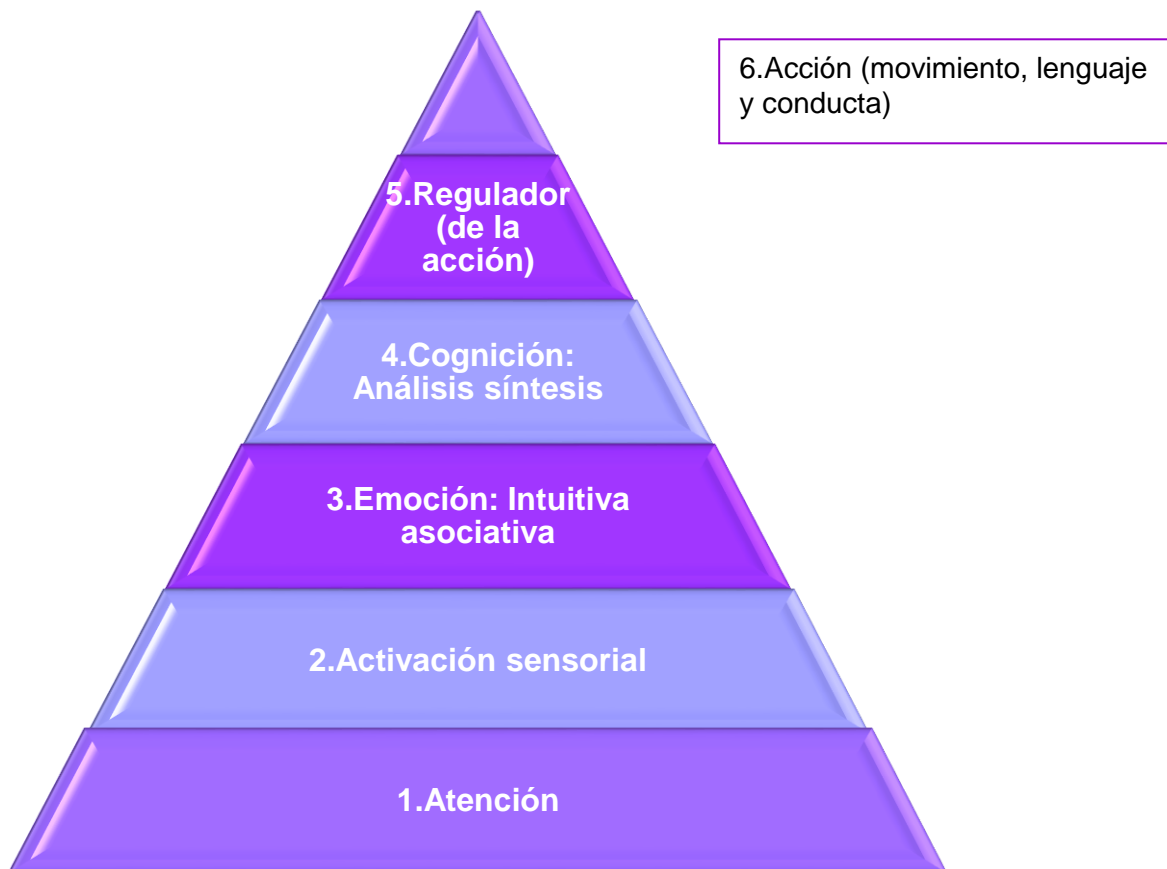 6.Acción (movimiento, lenguaje
y conducta)
5.Regulador
(de la
acción)
4.Cognición:
Análisis síntesis
3.Emoción: Intuitiva
asociativa
2.Activación sensorial
1.Atención